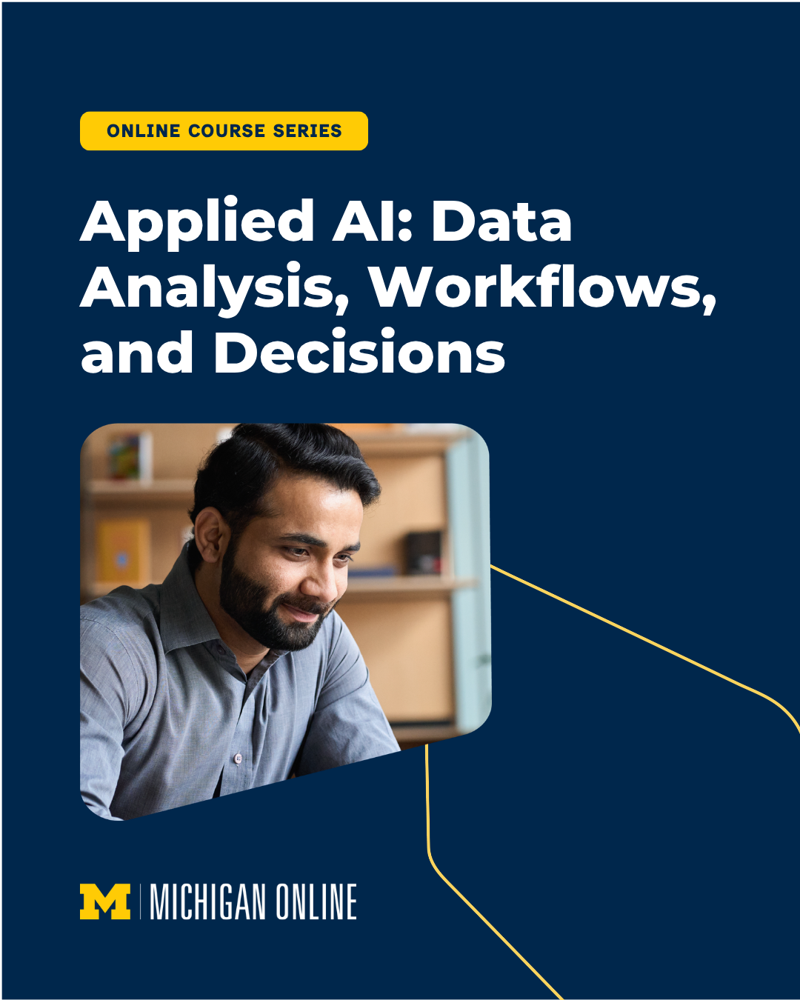 ONLINE COURSE SERIES
Applied AI: Data
Analysis, Workflows,
and Decisions
M MICHIGAN ONLINE